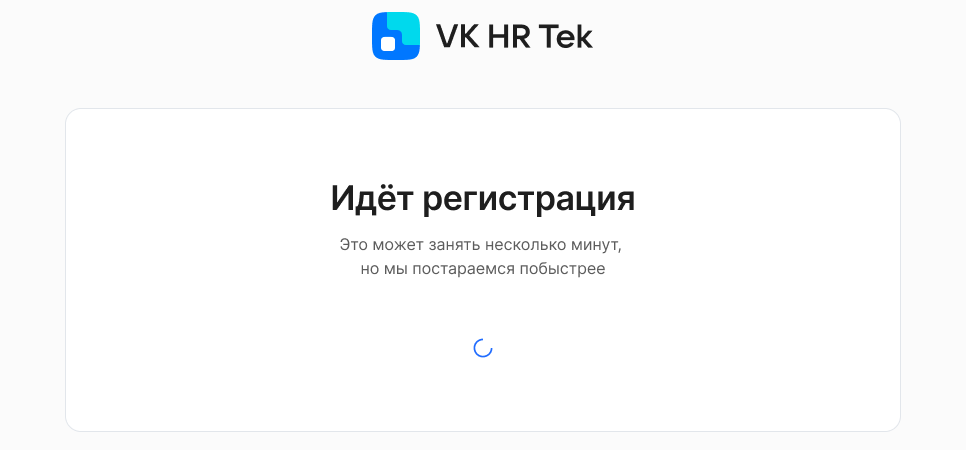 VK HR Tek
Идёт регистрация
Это может занять несколько минут,
но мы постараемся побыстрее